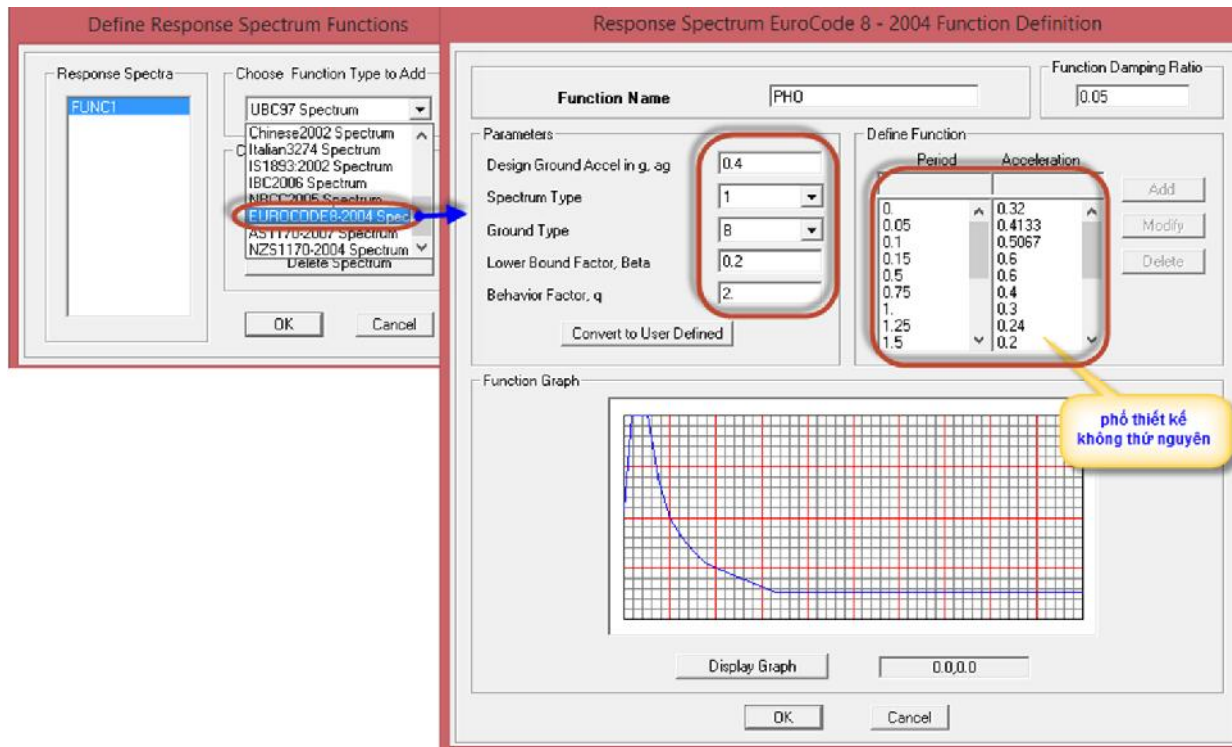 Define Response Spectrum Functions
Response Spectra
FUNC1
Choose Function Type to Add
UBC97 Spectrum
Chinese2002 Spectrum
Italian3274 Spectrum
IS1893:2002 Spectrum
IBC2006 Spectrum
NBCC2005 Spectrum
EUROCODE8-2004 Spec
AS1170-2007 Spectrum
NZS1170-2004 Spectrum
Delete Spectrum
OK
Cancel
Response Spectrum EuroCode 8 - 2004 Function Definition
Function Name
PHO
Function Damping Ratio
0.05
Parameters
Design Ground Accel in g, ag
0.4
Spectrum Type
1
Ground Type
B
Lower Bound Factor, Beta
0.2
Behavior Factor, q
2.
Convert to User Defined
Define Function
Period Acceleration
0. 0.32
0.05 0.4133
0.1 0.5067
0.15 0.6
0.5 0.6
0.75 0.4
1. 0.3
1.25 0.24
1.5 0.2
Add
Modify
Delete
phổ thiết kế
không thứ nguyên
Function Graph
Display Graph
0.0,0.0
OK
Cancel